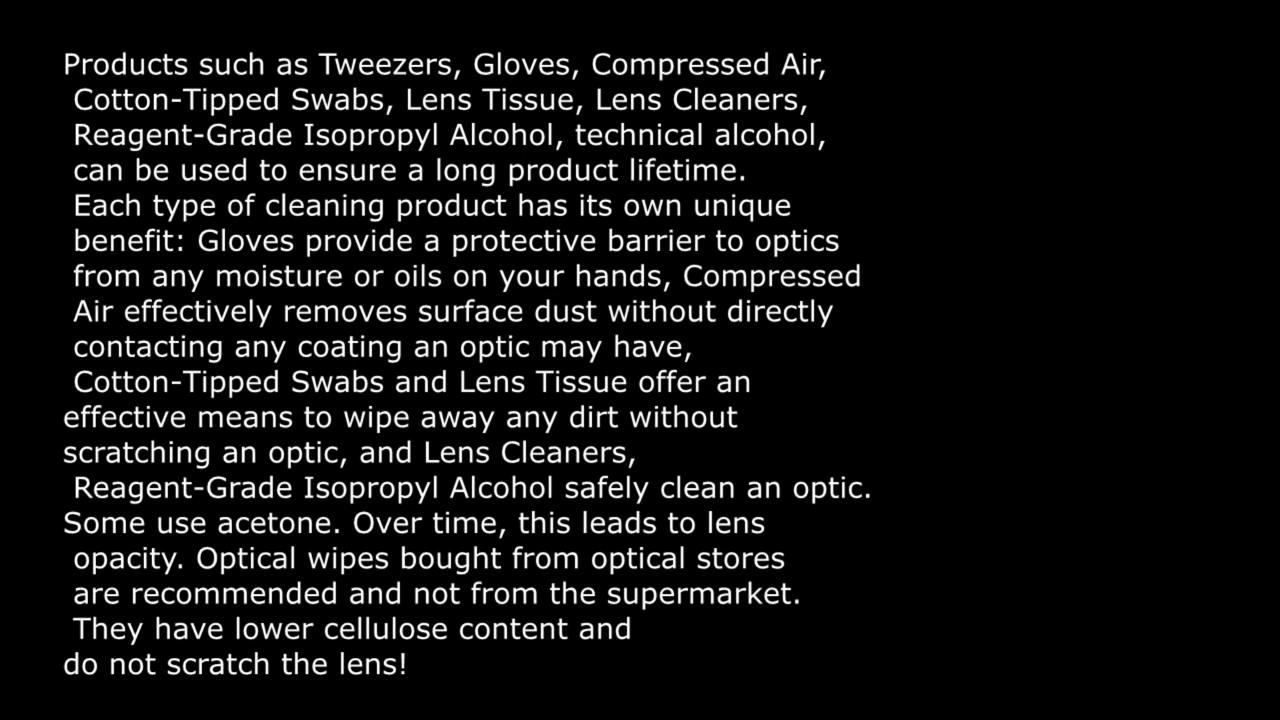 Products such as Tweezers, Gloves, Compressed Air,
Cotton-Tipped Swabs, Lens Tissue, Lens Cleaners,
Reagent-Grade Isopropyl Alcohol, technical alcohol,
can be used to ensure a long product lifetime.
Each type of cleaning product has its own unique
benefit: Gloves provide a protective barrier to optics
from any moisture or oils on your hands, Compressed
Air effectively removes surface dust without directly
contacting any coating an optic may have,
Cotton-Tipped Swabs and Lens Tissue offer an
effective means to wipe away any dirt without
scratching an optic, and Lens Cleaners,
Reagent-Grade Isopropyl Alcohol safely clean an optic.
Some use acetone. Over time, this leads to lens
opacity. Optical wipes bought from optical stores
are recommended and not from the supermarket.
They have lower cellulose content and
do not scratch the lens!